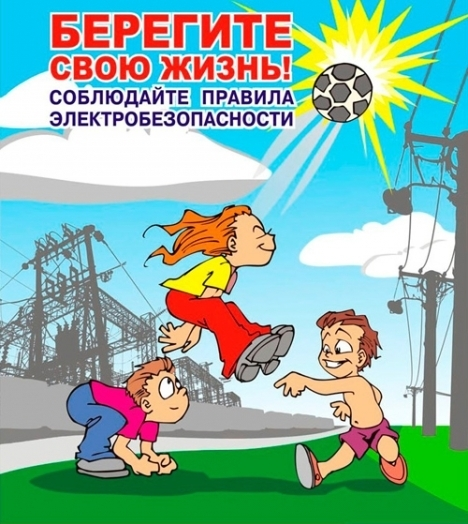 БЕРЕГИТЕ
СВОЮ ЖИЗНЬ!
СОБЛЮДАЙТЕ ПРАВИЛА
ЭЛЕКТРОБЕЗОПАСНОСТИ